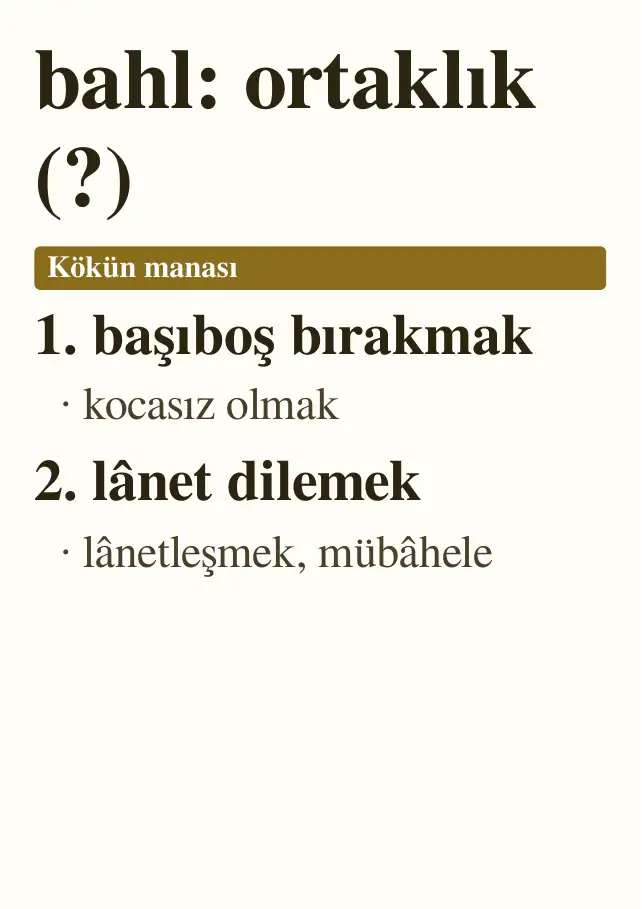 bahl: ortaklık
(?)
Kökün manası
1. başıboş bırakmak
· kocasız olmak
2. lânet dilemek
· lânetleşmek, mübâhele